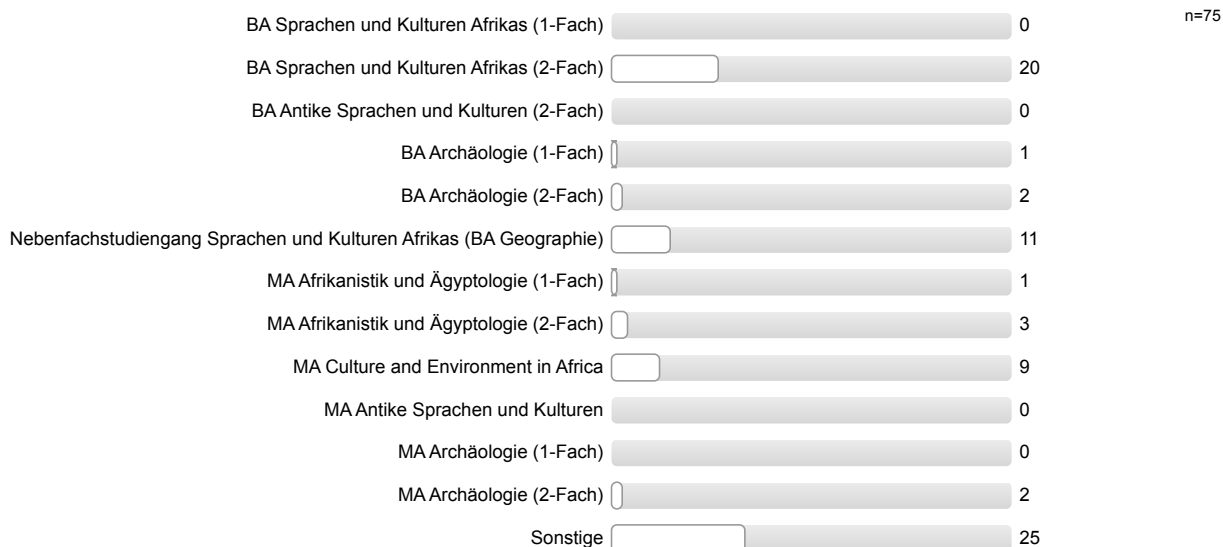 BA Sprachen und Kulturen Afrikas (1-Fach) 0 n=75
BA Sprachen und Kulturen Afrikas (2-Fach) 20
BA Antike Sprachen und Kulturen (2-Fach) 0
BA Archäologie (1-Fach) 1
BA Archäologie (2-Fach) 2
Nebenfachstudiengang Sprachen und Kulturen Afrikas (BA Geographie) 11
MA Afrikanistik und Ägyptologie (1-Fach) 1
MA Afrikanistik und Ägyptologie (2-Fach) 3
MA Culture and Environment in Africa 9
MA Antike Sprachen und Kulturen 0
MA Archäologie (1-Fach) 0
MA Archäologie (2-Fach) 2
Sonstige 25